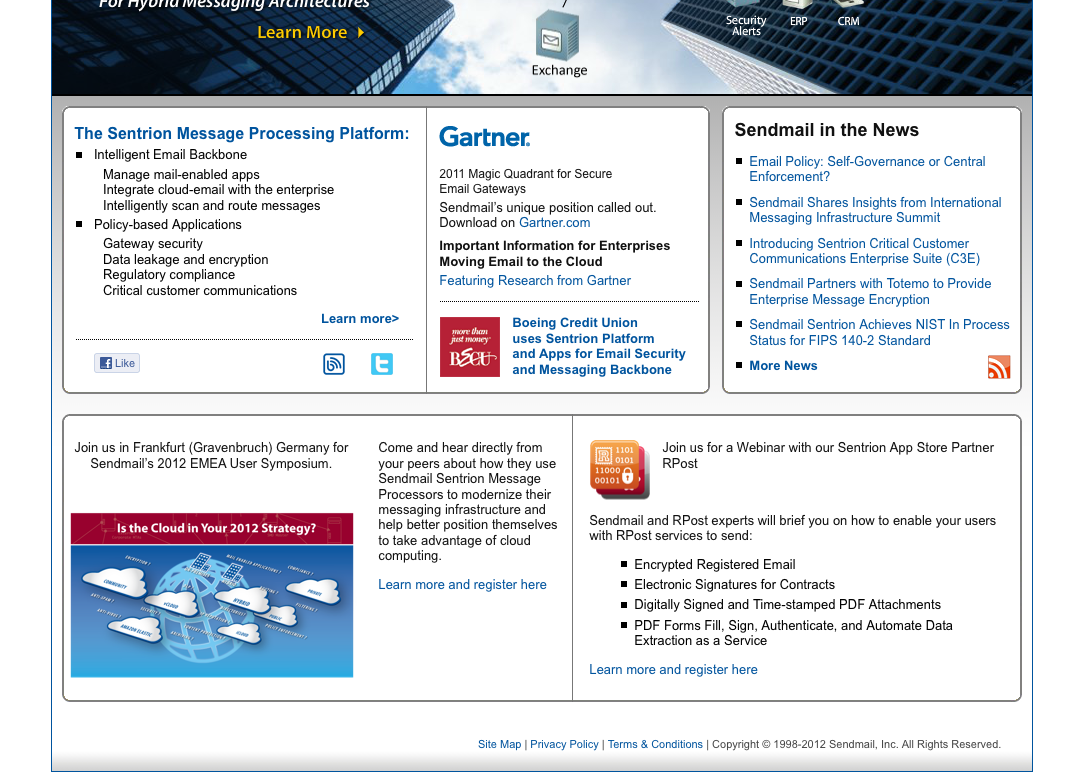 For Hybrid Messaging Architectures
Learn More
Security
Alerts
ERP
CRM
Exchange
The Sentrion Message Processing Platform:
Intelligent Email Backbone
Manage mail-enabled apps
Integrate cloud-email with the enterprise
Intelligently scan and route messages
Policy-based Applications
Gateway security
Data leakage and encryption
Regulatory compliance
Critical customer communications
Learn more>
Like
Gartner.
2011 Magic Quadrant for Secure
Email Gateways
Sendmail's unique position called out.
Download on Gartner.com
Important Information for Enterprises
Moving Email to the Cloud
Featuring Research from Gartner
more than
just money
BECU
Boeing Credit Union
uses Sentrion Platform
and Apps for Email Security
and Messaging Backbone
Sendmail in the News
Email Policy: Self-Governance or Central
Enforcement?
Sendmail Shares Insights from International
Messaging Infrastructure Summit
Introducing Sentrion Critical Customer
Communications Enterprise Suite (C3E)
Sendmail Partners with Totemo to Provide
Enterprise Message Encryption
Sendmail Sentrion Achieves NIST In Process
Status for FIPS 140-2 Standard
More News
Join us in Frankfurt (Gravenbruch) Germany for
Sendmail's 2012 EMEA User Symposium.
Is the Cloud in Your 2012 Strategy?
COMMUNITY
VCLOUD
HYBRID
PUBLIC
PRIVATE
AMAZON ELASTIC
ICLOUD
Come and hear directly from
your peers about how they use
Sendmail Sentrion Message
Processors to modernize their
messaging infrastructure and
help better position themselves
to take advantage of cloud
computing.
Learn more and register here
1101
0101
11000
00101
Join us for a Webinar with our Sentrion App Store Partner
RPost
Sendmail and RPost experts will brief you on how to enable your users
with RPost services to send:
Encrypted Registered Email
Electronic Signatures for Contracts
Digitally Signed and Time-stamped PDF Attachments
PDF Forms Fill, Sign, Authenticate, and Automate Data
Extraction as a Service
Learn more and register here
Site Map | Privacy Policy | Terms & Conditions | Copyright © 1998-2012 Sendmail, Inc. All Rights Reserved.